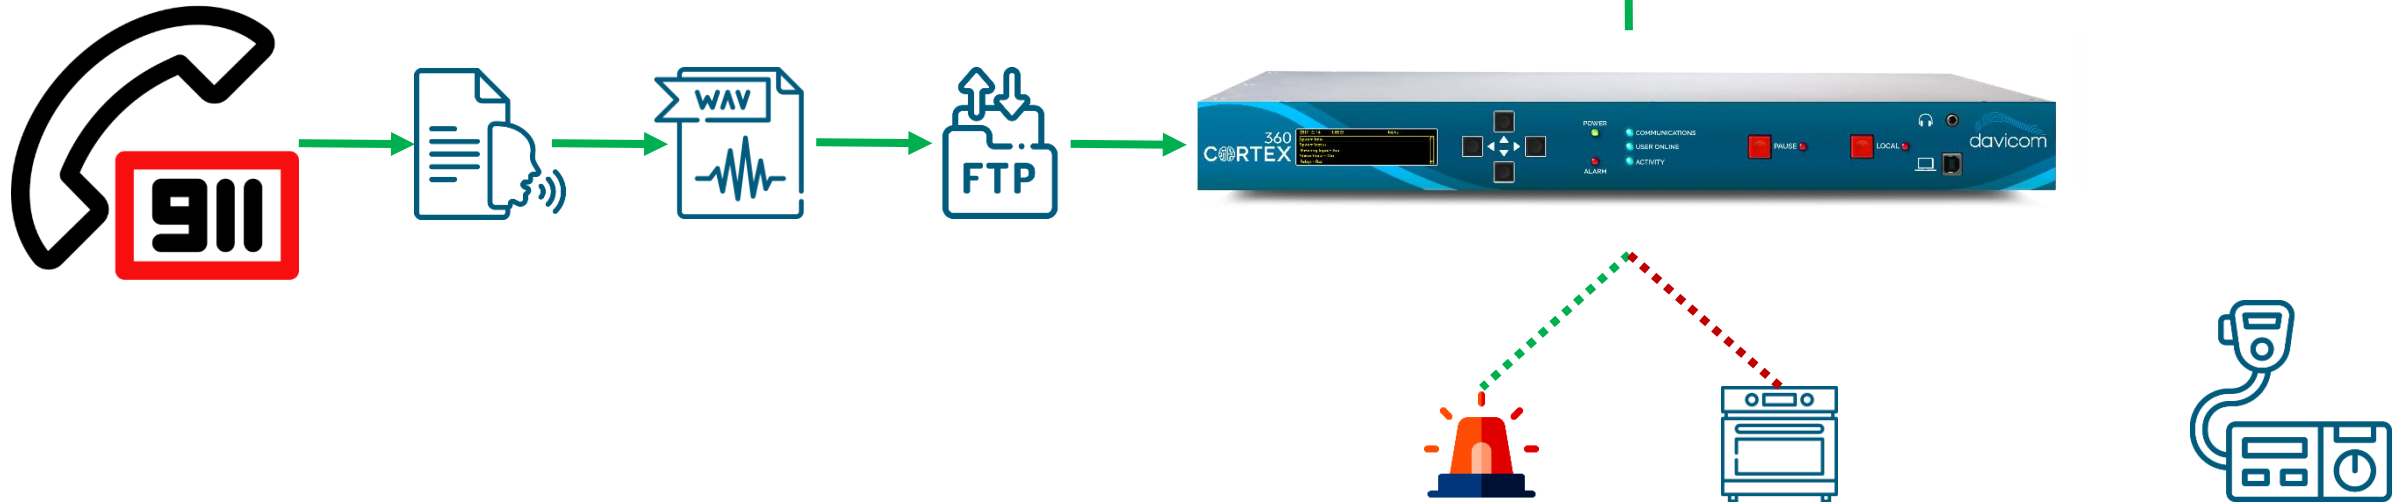 911
WAV
FTP
360
CORTEX
POWER
ALARM
COMMUNICATIONS
USER ONLINE
ACTIVITY
PAUSE
LOCAL
davicom